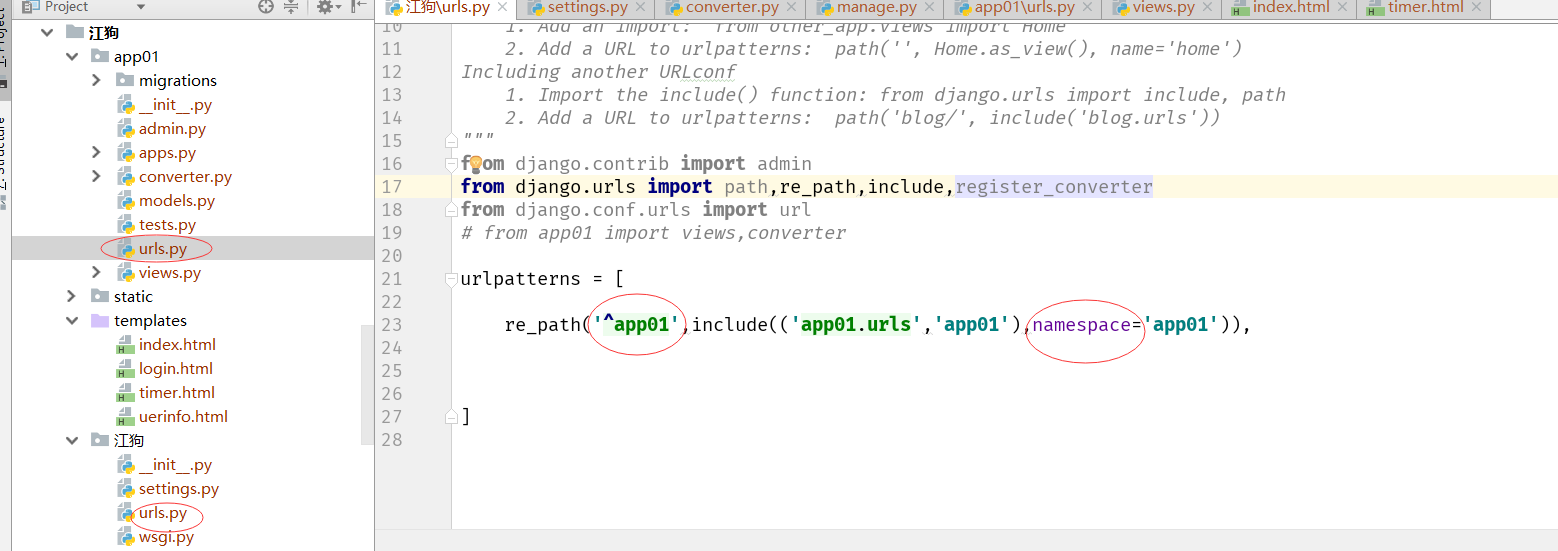 Project
江狗
app01
migrations
__init__.py
admin.py
apps.py
converter.py
models.py
tests.py
urls.py
views.py
static
templates
index.html
login.html
timer.html
uerinfo.html
江狗
__init__.py
settings.py
urls.py
wsgi.py
江狗\urls.py settings.py converter.py manage.py app01\urls.py views.py index.html timer.html
10 1. Add an import: from other_app.views import Home
11 2. Add a URL to urlpatterns: path('', Home.as_view(), name='home')
12 Including another URLconf
13 1. Import the include() function: from django.urls import include, path
14 2. Add a URL to urlpatterns: path('blog/', include('blog.urls'))
15 """
16 from django.contrib import admin
17 from django.urls import path,re_path,include,register_converter
18 from django.conf.urls import url
19 # from app01 import views,converter
20
21 urlpatterns = [
22
23 re_path('^app01',include(('app01.urls','app01'),namespace='app01')),
24
25
26
27 ]
28